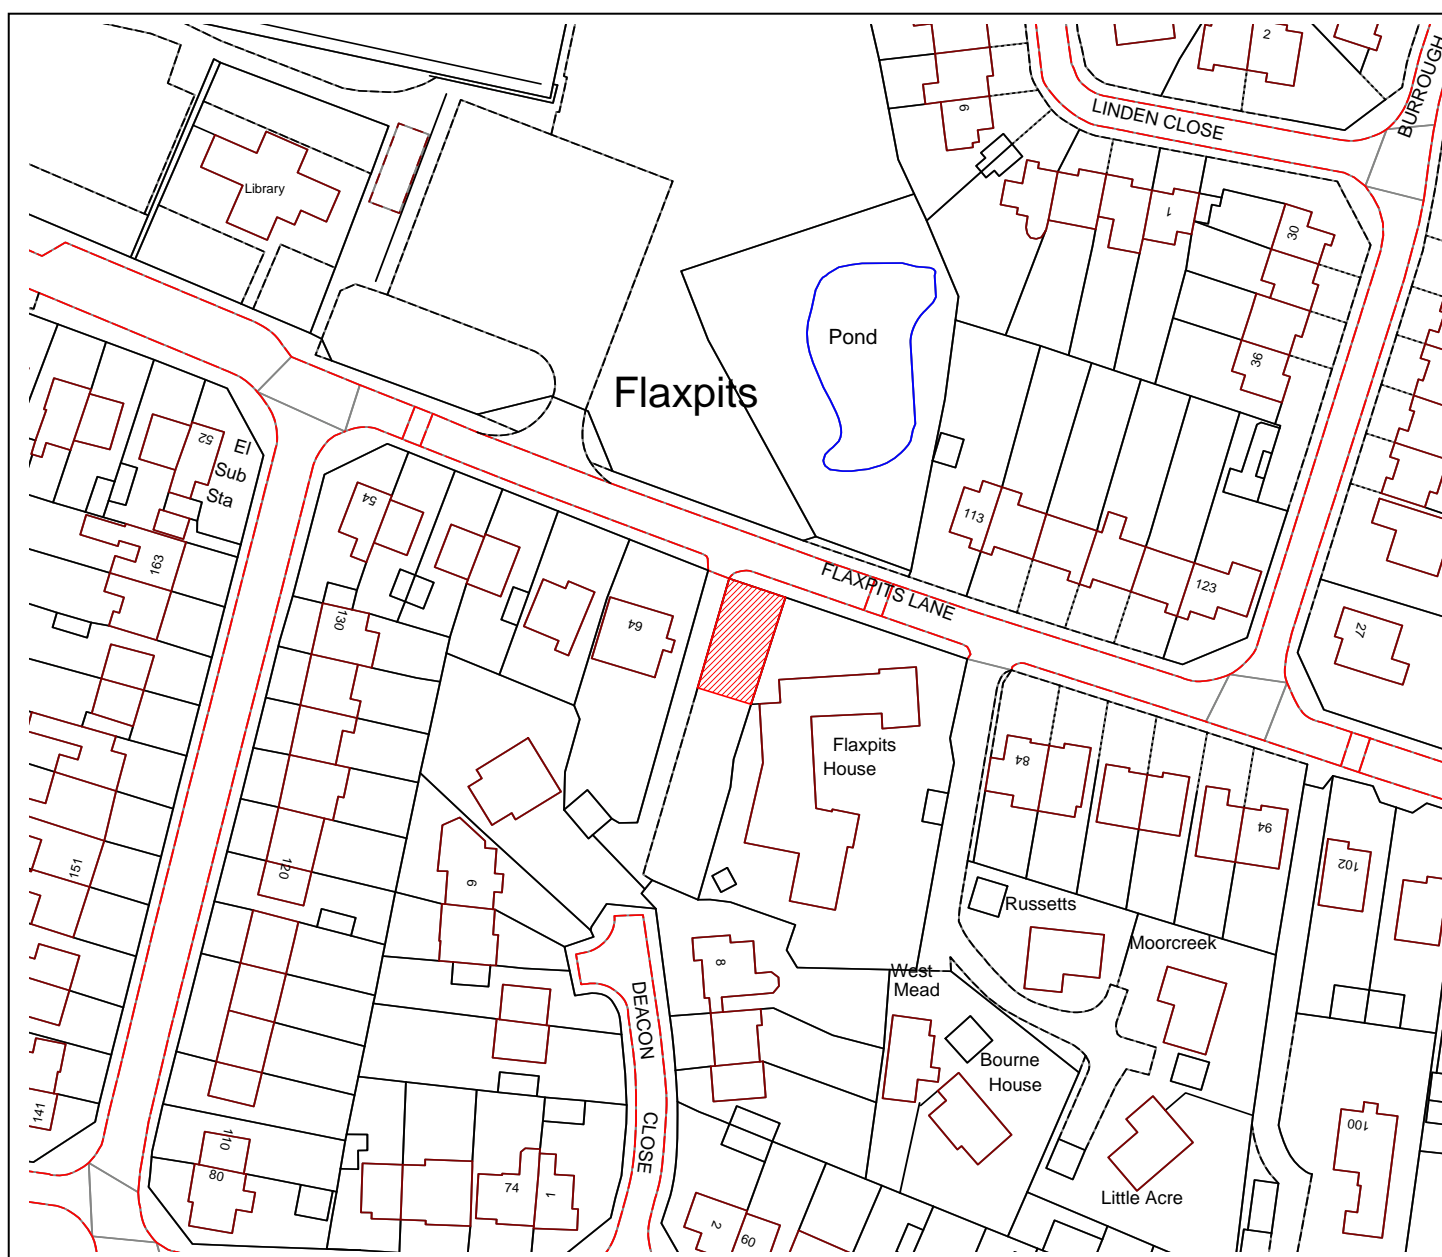 2
BURROUGH
LINDEN CLOSE
6
Library
1
30
Pond
36
Flaxpits
52
El
Sub
Sta
54
113
163
FLAXPITS LANE
123
130
64
27
Flaxpits
House
84
94
151
120
102
9
Russetts
Moorcreek
8
West
Mead
DEACON
CLOSE
Bourne
House
141
110
100
80
74
1
Little Acre
2
60